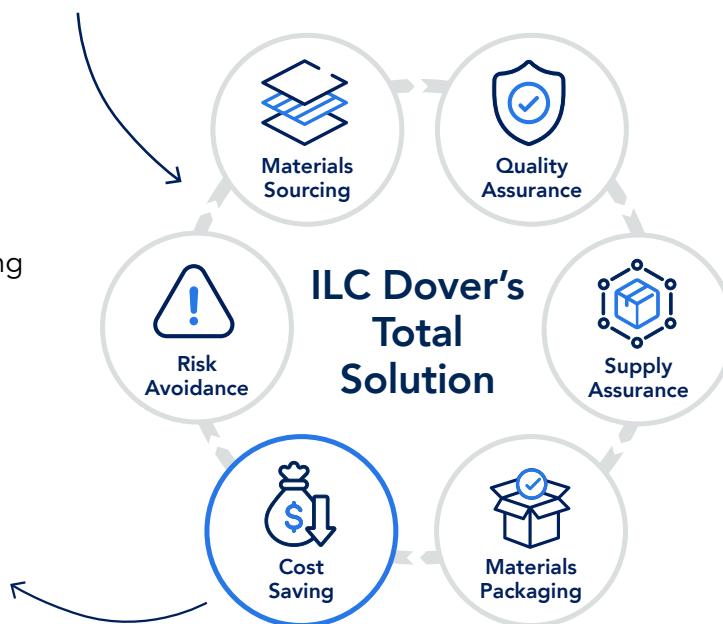 Materials
Sourcing
Quality
Assurance
ILC Dover's
Total
Solution
Risk
Avoidance
Supply
Assurance
$
Cost
Saving
Materials
Packaging